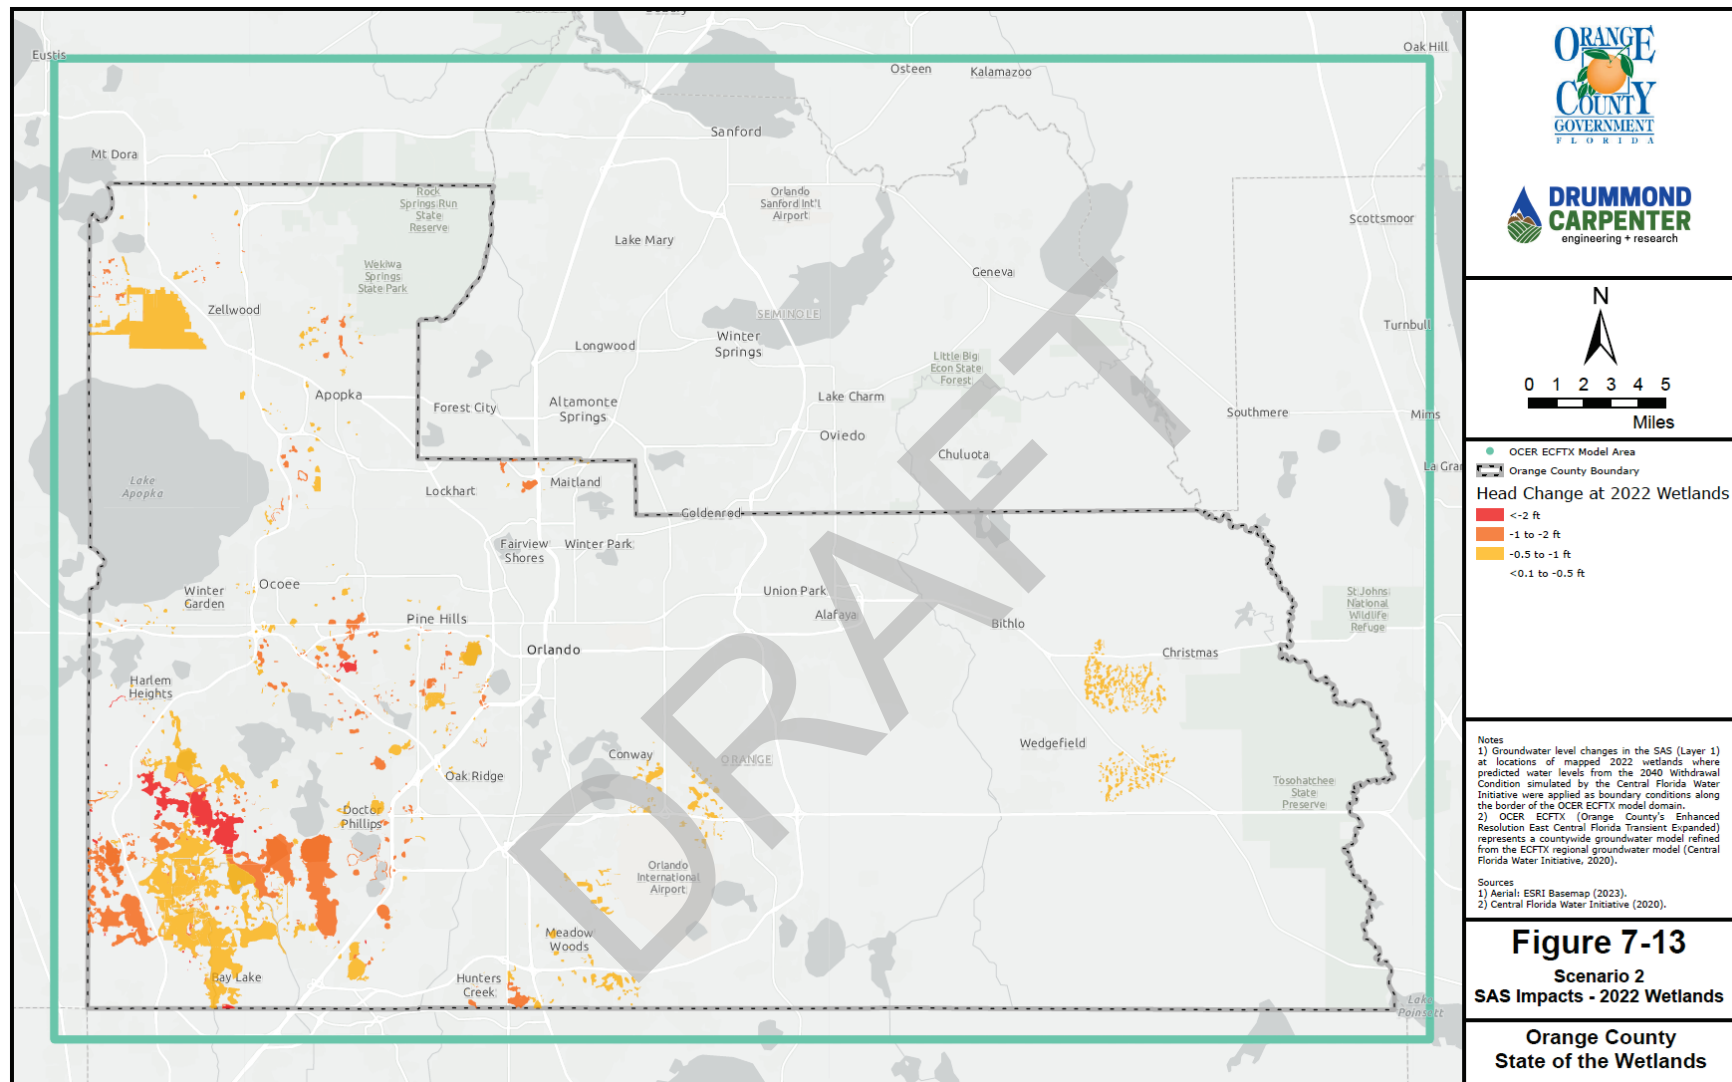 Eustis
Oak Hill
Osteen
Kalamazoo
Sanford
Mt Dora
Rock
Springs Run
State
Reserve
Orlando
Sanford Int'l
Airport
Scottsmoor
Lake Mary
Wekiwa
Springs
State Park
Geneva
Zellwood
SEMINOLE
Turnbull
Winter
Springs
Longwood
Little Big
Econ State
Forest
Apopka
Forest City
Altamonte
Springs
Lake Charm
Southmere
Mims
Oviedo
Chuluota
La Gra
Lake
Apopka
Lockhart
Maitland
Goldenrod
Fairview
Shores
Winter Park
Ocoee
Winter
Garden
Union Park
Alafaya
St Johns
National
Wildlife
Refuge
Pine Hills
Bithlo
Orlando
Christmas
Harlem
Heights
Wedgefield
Conway
ORANGE
Oak Ridge
Tosohatchee
State
Preserve
Doctor
Phillips
Orlando
International
Airport
Meadow
Woods
Bay Lake
Hunters
Creek
Lake
Poinsett
DRAFT
ORANGE
COUNTY
GOVERNMENT
FLORIDA
DRUMMOND
CARPENTER
engineering + research
N
0 1 2 3 4 5
Miles
OCER ECFTX Model Area
Orange County Boundary
Head Change at 2022 Wetlands
<-2 ft
-1 to -2 ft
-0.5 to -1 ft
<0.1 to -0.5 ft
Notes
1) Groundwater level changes in the SAS (Layer 1)
at locations of mapped 2022 wetlands where
predicted water levels from the 2040 Withdrawal
Condition simulated by the Central Florida Water
Initiative were applied as boundary conditions along
the border of the OCER ECFTX model domain.
2) OCER ECFTX (Orange County's Enhanced
Resolution East Central Florida Transient Expanded)
represents a countywide groundwater model refined
from the ECFTX regional groundwater model (Central
Florida Water Initiative, 2020).
Sources
1) Aerial: ESRI Basemap (2023).
2) Central Florida Water Initiative (2020).
Figure 7-13
Scenario 2
SAS Impacts - 2022 Wetlands
Orange County
State of the Wetlands